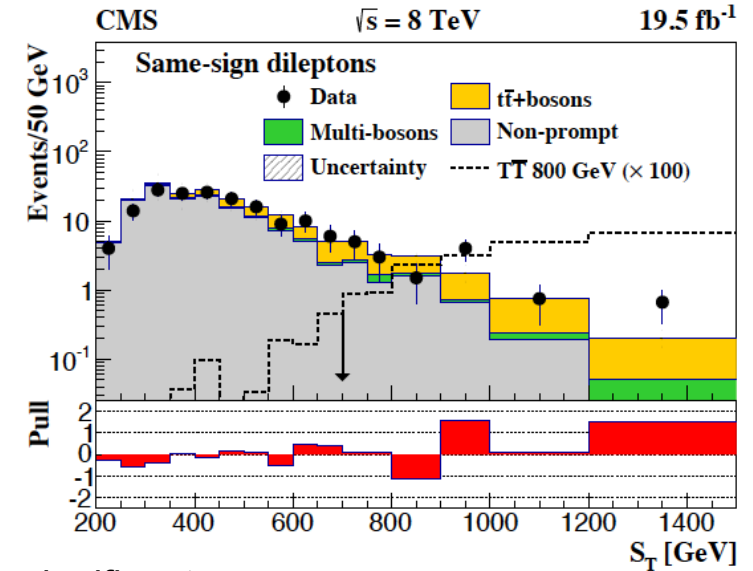 CMS √s = 8 TeV 19.5 fb⁻¹
Same-sign dileptons
Data
tt̄+bosons
Multi-bosons
Non-prompt
Uncertainty
TT̄ 800 GeV (× 100)
Events/50 GeV
10³
10²
10
1
10⁻¹
Pull
2
1
0
-1
-2
200 400 600 800 1000 1200 1400
S_T [GeV]